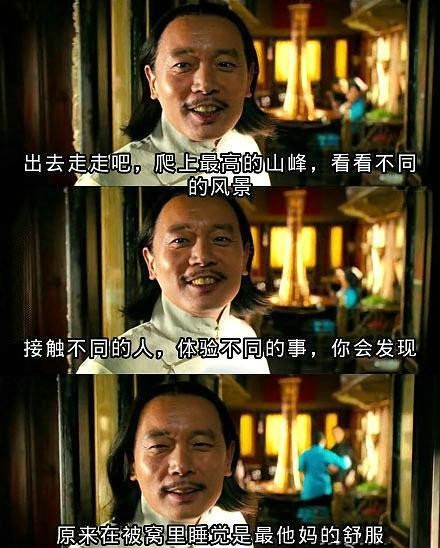 出去走走吧，爬上最高的山峰，看看不同
的风景
接触不同的人，体验不同的事，你会发现
原来在被窝里睡觉是最他妈的舒服